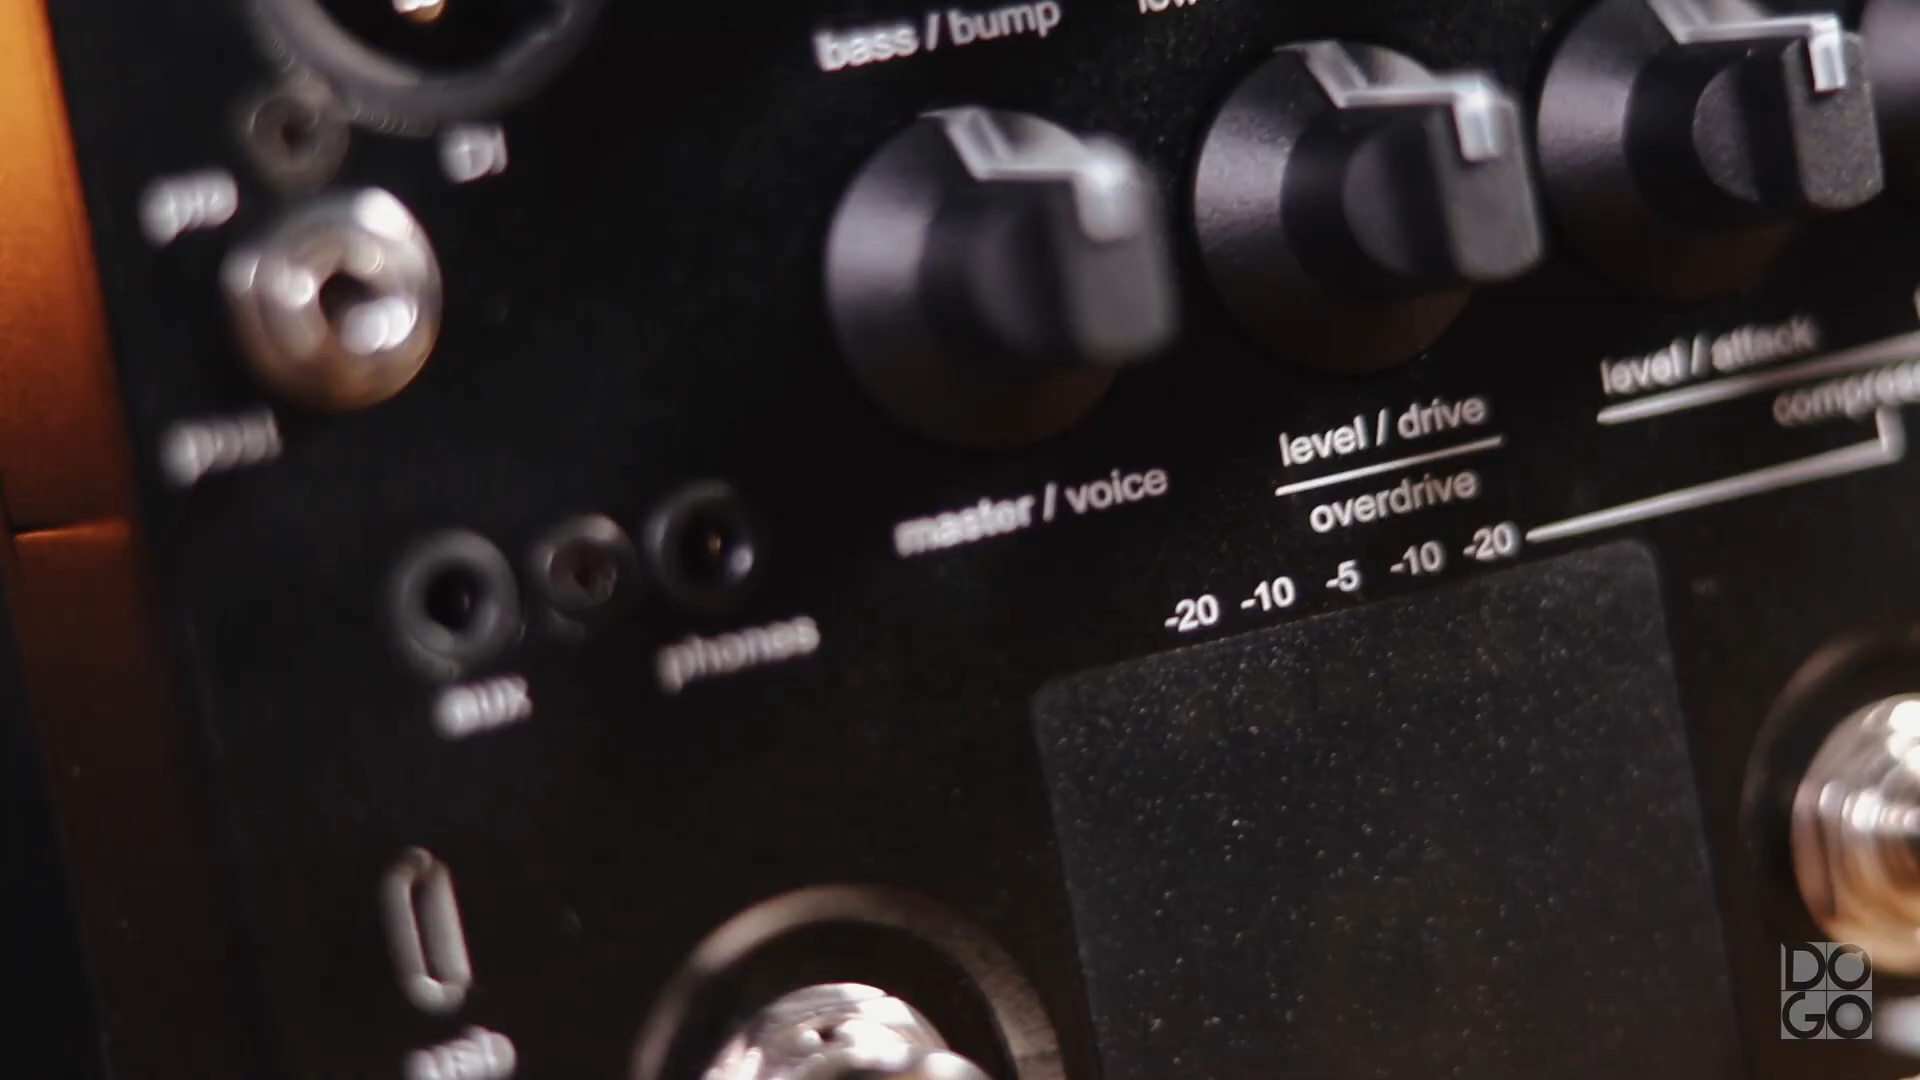 bass / bump
DI
pre
post
level / attack
compress
level / drive
overdrive
master / voice
-20 -10 -5 -10 -20
phones
aux
usb
DO
GO